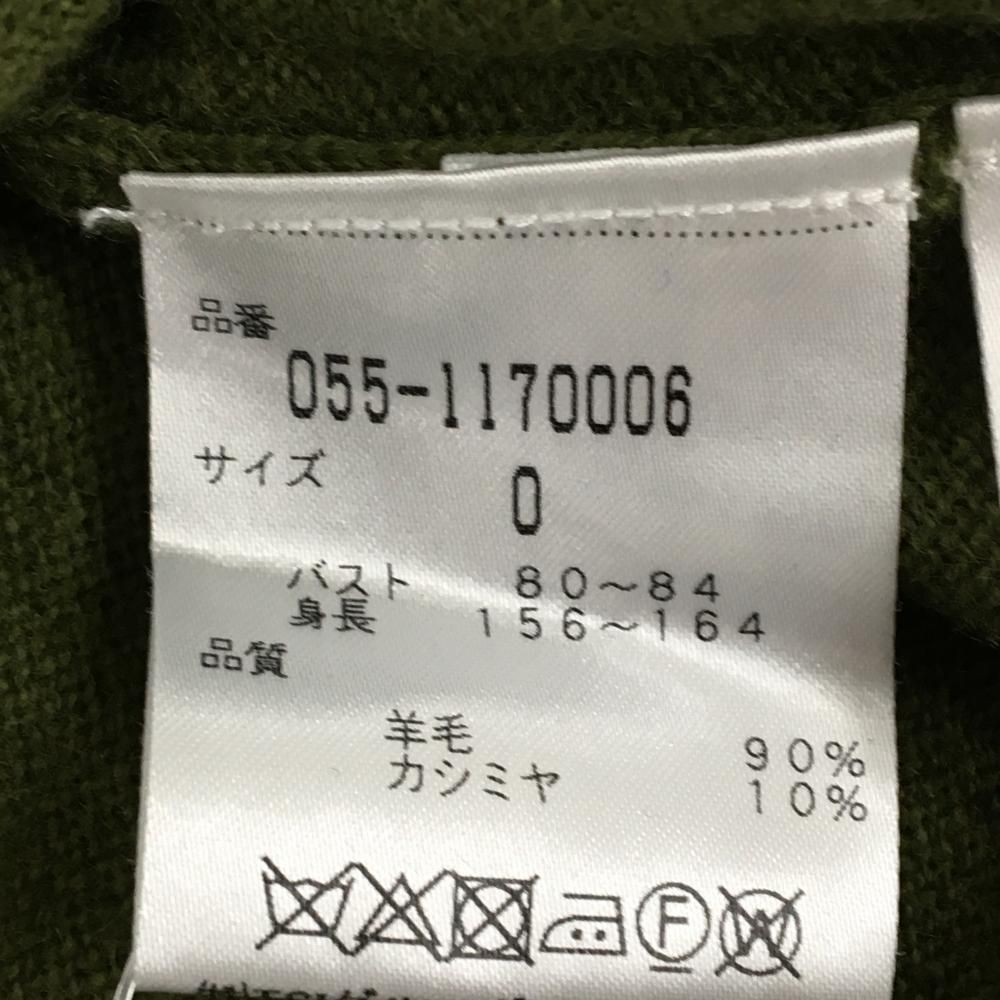 品番
055-1170006
サイズ
0
バスト 80～84
身長 156～164
品質
羊毛 90%
カシミヤ 10%
F
W